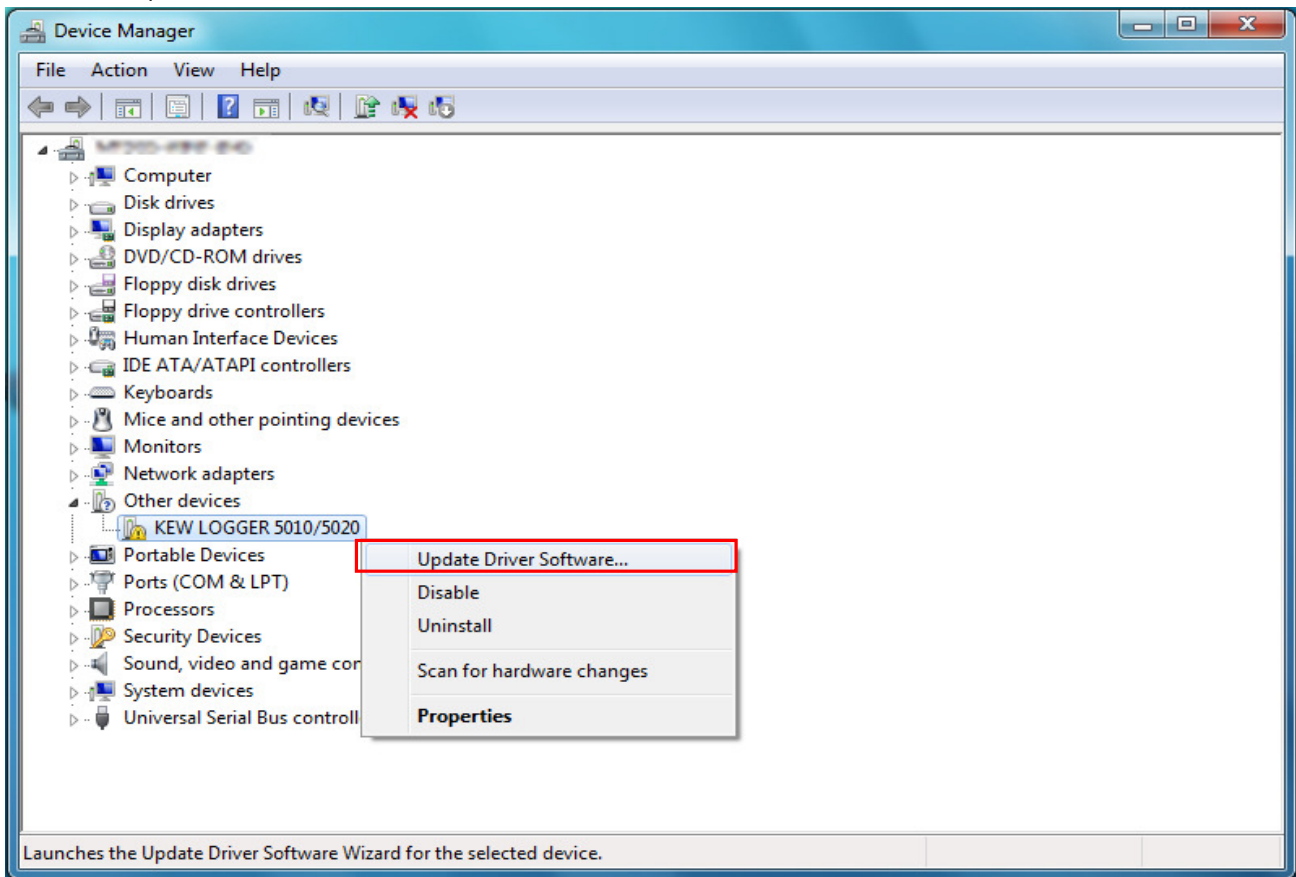 Device Manager
File Action View Help
Computer
Disk drives
Display adapters
DVD/CD-ROM drives
Floppy disk drives
Floppy drive controllers
Human Interface Devices
IDE ATA/ATAPI controllers
Keyboards
Mice and other pointing devices
Monitors
Network adapters
Other devices
KEW LOGGER 5010/5020
Portable Devices
Ports (COM & LPT)
Processors
Security Devices
Sound, video and game con
System devices
Universal Serial Bus controll
Update Driver Software...
Disable
Uninstall
Scan for hardware changes
Properties
Launches the Update Driver Software Wizard for the selected device.